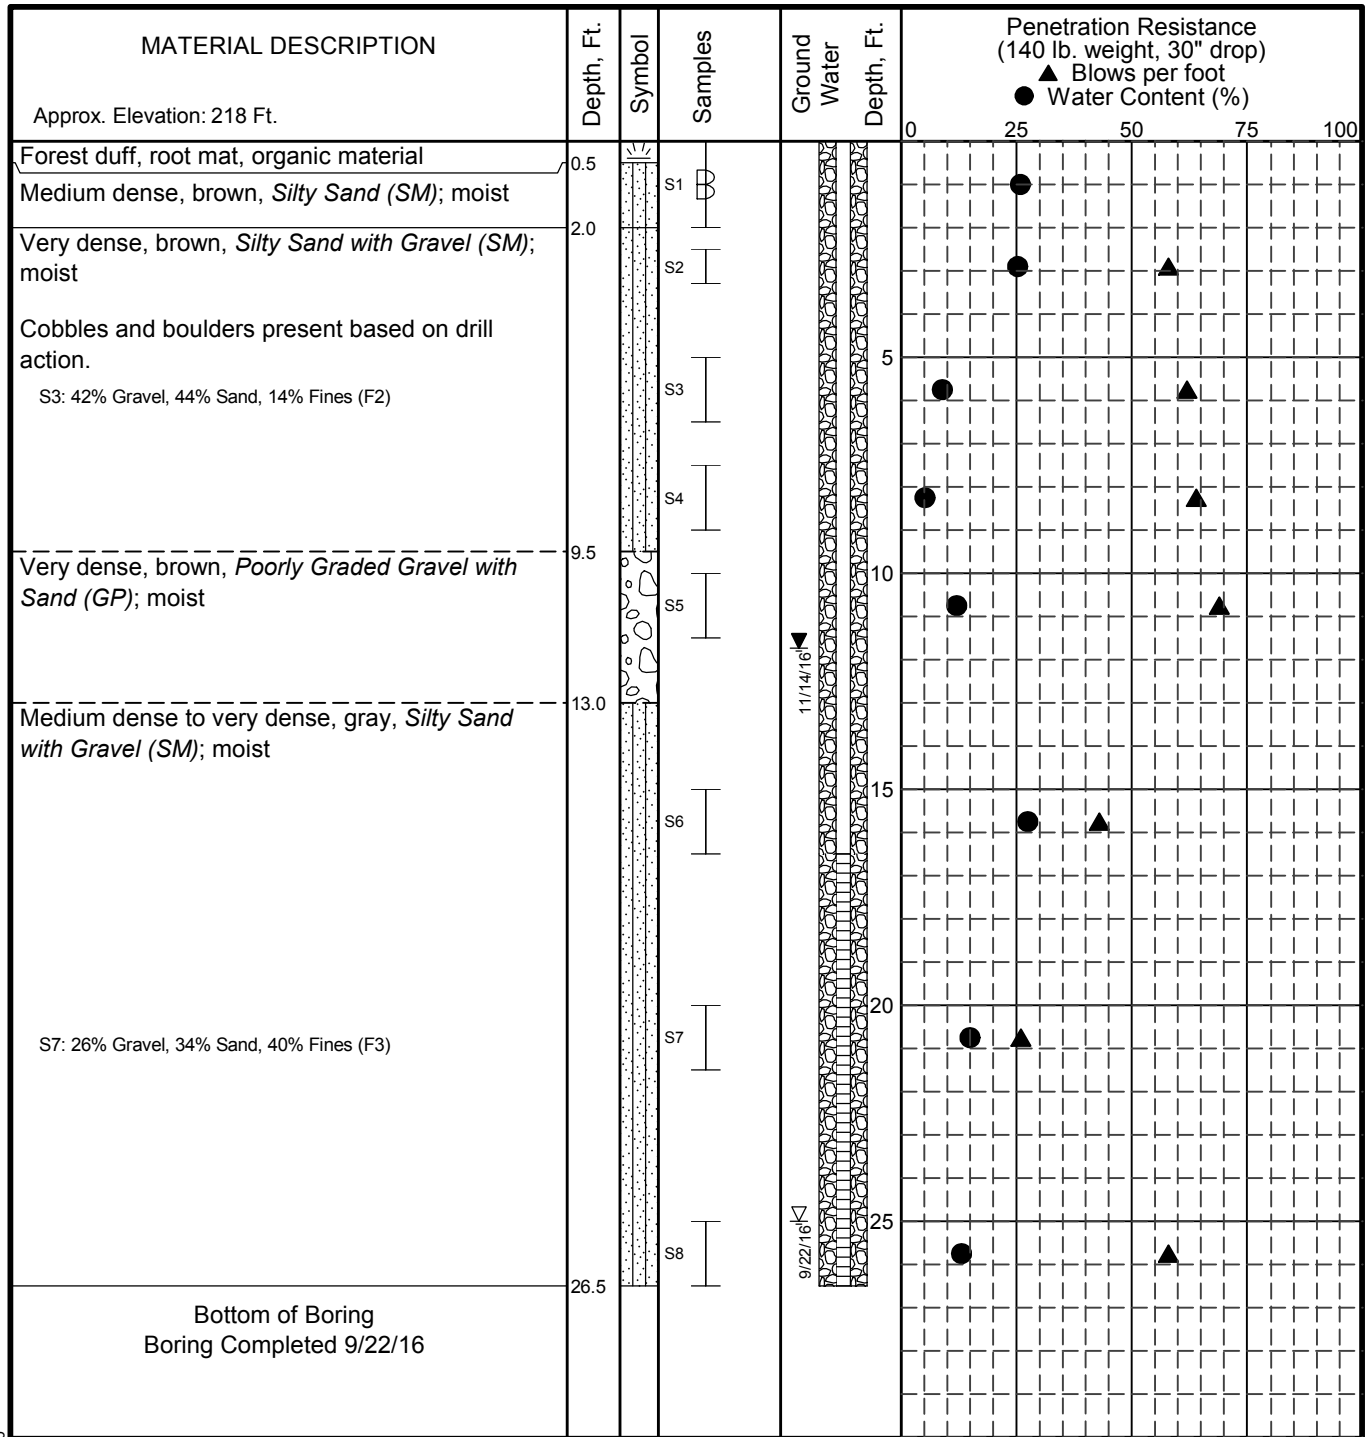 MATERIAL DESCRIPTION
Approx. Elevation: 218 Ft.
Depth, Ft.
Symbol
Samples
Ground
Water
Depth, Ft.
Penetration Resistance
(140 lb. weight, 30" drop)
▲ Blows per foot
● Water Content (%)
0 25 50 75 100
Forest duff, root mat, organic material
0.5
S1
Medium dense, brown, Silty Sand (SM); moist
2.0
Very dense, brown, Silty Sand with Gravel (SM);
moist
S2
Cobbles and boulders present based on drill
action.
5
S3: 42% Gravel, 44% Sand, 14% Fines (F2)
S3
S4
9.5
Very dense, brown, Poorly Graded Gravel with
Sand (GP); moist
10
S5
11/14/16
13.0
Medium dense to very dense, gray, Silty Sand
with Gravel (SM); moist
15
S6
20
S7: 26% Gravel, 34% Sand, 40% Fines (F3)
S7
25
S8
9/22/16
26.5
Bottom of Boring
Boring Completed 9/22/16